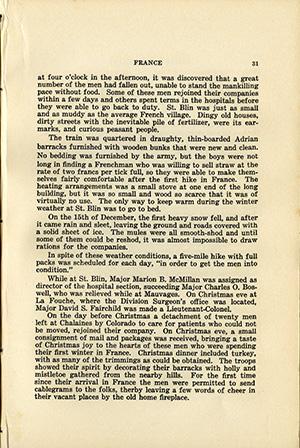 FRANCE 31
at four o'clock in the afternoon, it was discovered that a great
number of the men had fallen out, unable to stand the mankilling
pace without food. Some of these men rejoined their companies
within a few days and others spent terms in the hospitals before
they were able to go back to duty. St. Blin was just as small
and as muddy as the average French village. Dingy old houses,
dirty streets with the inevitable pile of fertilizer, were its ear-
marks, and curious peasant people.
The train was quartered in draughty, thin-boarded Adrian
barracks furnished with wooden bunks that were new and clean.
No bedding was furnished by the army, but the boys were not
long in finding a Frenchman who was willing to sell straw at the
rate of two francs per tick full, so they were able to make them-
selves fairly comfortable after the first hike in France. The
heating arrangements was a small stove at one end of the long
building, but it was so small and wood so scarce that it was of
virtually no use. The only way to keep warm during the winter
weather at St. Blin was to go to bed.
On the 15th of December, the first heavy snow fell, and after
it came rain and sleet, leaving the ground and roads covered with
a solid sheet of ice. The mules were all smooth-shod and until
some of them could be reshod, it was almost impossible to draw
rations for the companies.
In spite of these weather conditions, a five-mile hike with full
packs was scheduled for each day, "in order to get the men into
condition."
While at St. Blin, Major Marion B. McMillan was assigned as
director of the hospital section, succeeding Major Charles O. Bos-
well, who was relieved while at Mauvages. On Christmas eve at
La Fouche, where the Division Surgeon's office was located,
Major David S. Fairchild was made a Lieutenant-Colonel.
On the day before Christmas a detachment of twenty men
left at Chalaines by Colorado to care for patients who could not
be moved, rejoined their company. On Christmas eve, a small
consignment of mail and packages was received, bringing a taste
of Christmas joy to the hearts of these men who were spending
their first winter in France. Christmas dinner included turkey,
with as many of the trimmings as could be obtained. The troops
showed their spirit by decorating their barracks with holly and
mistletoe gathered from the nearby hills. For the first time
since their arrival in France the men were permitted to send
cablegrams to the folks, therby leaving a few words of cheer in
their vacant places by the old home fireplace.